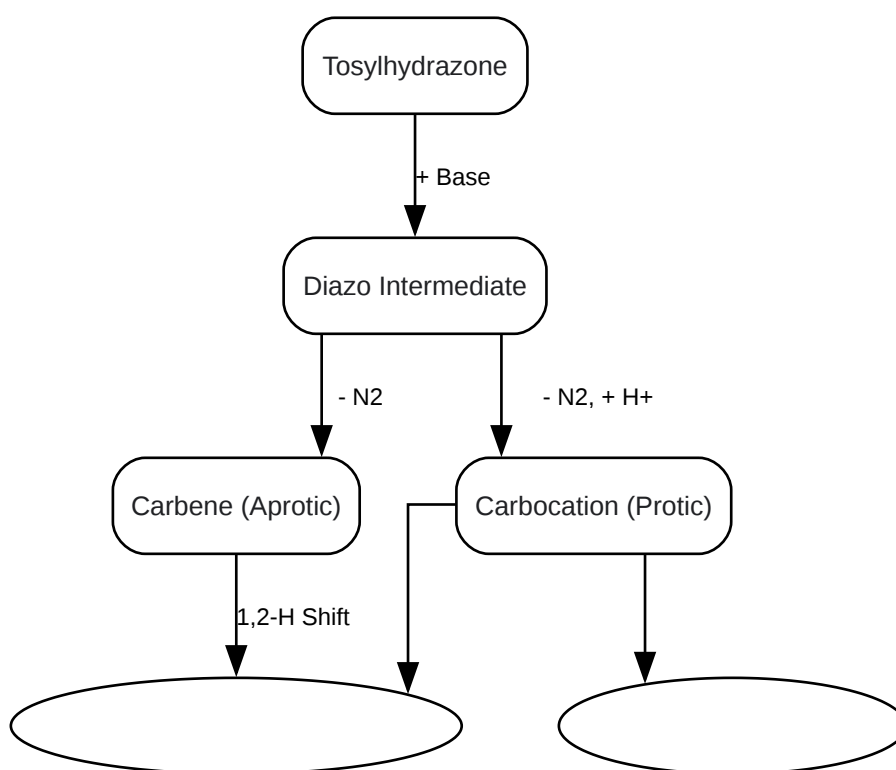 Tosylhydrazone
+ Base
Diazo Intermediate
- N2
- N2, + H+
Carbene (Aprotic)
Carbocation (Protic)
1,2-H Shift